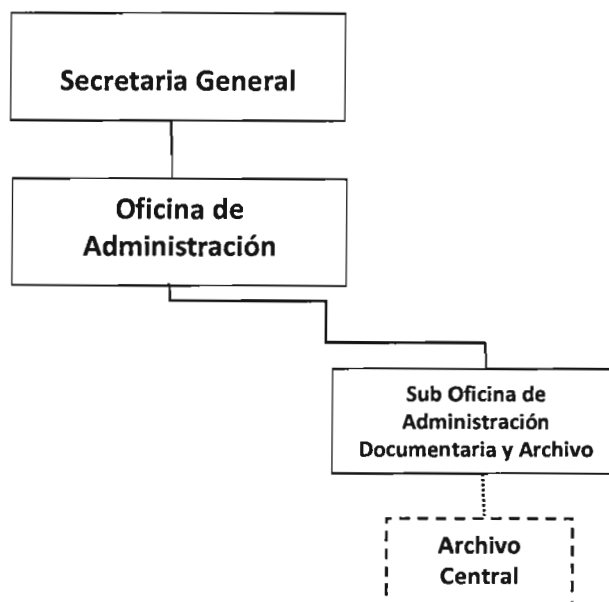 Secretaria General
Oficina de
Administración
Sub Oficina de
Administración
Documentaria y Archivo
Archivo
Central